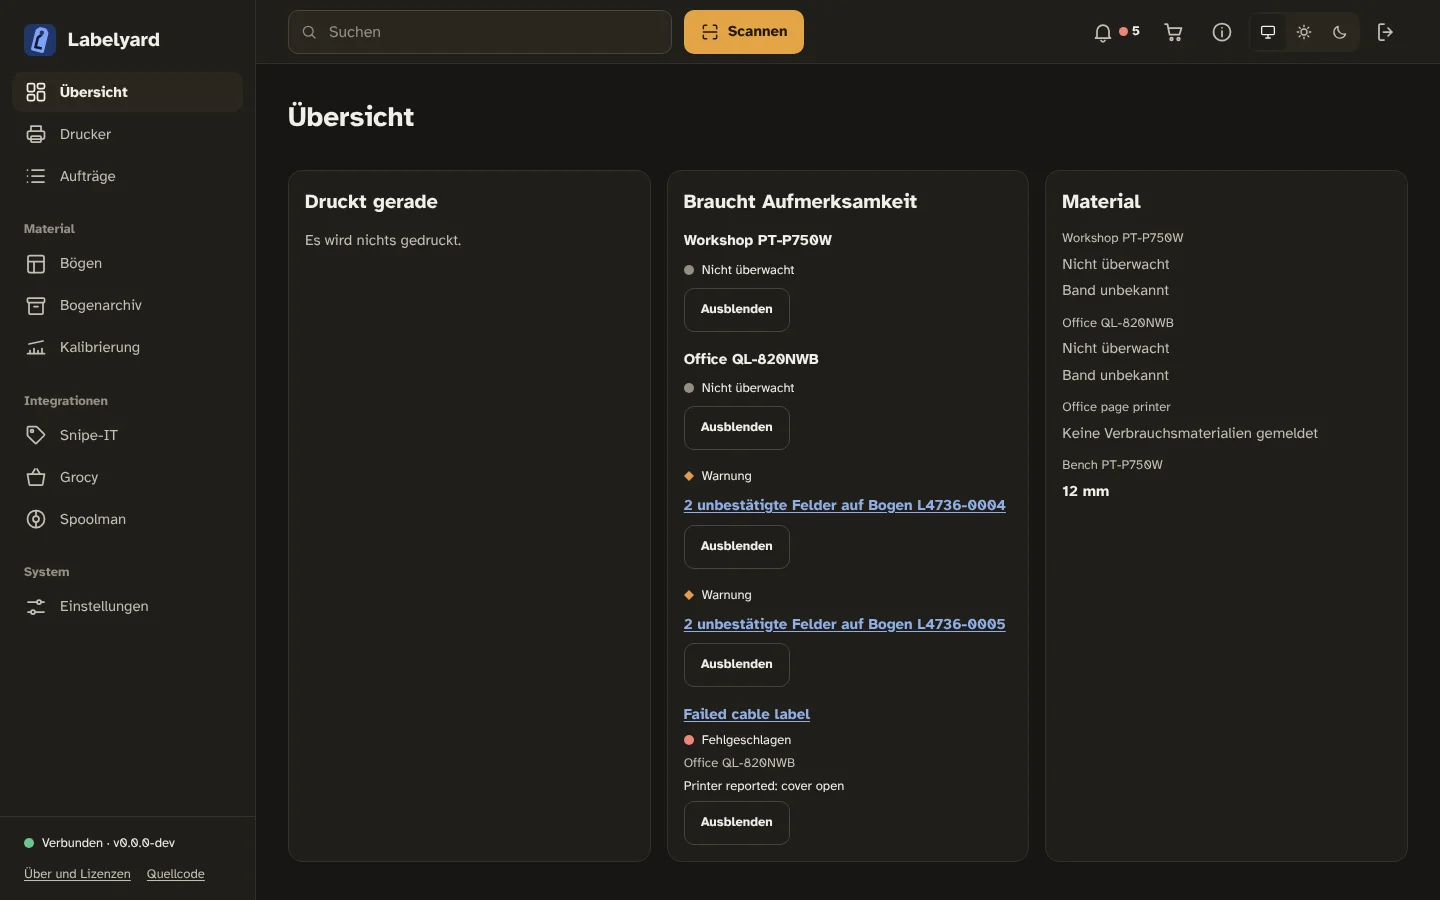 Labelyard
Übersicht
Drucker
Aufträge
Material
Bögen
Bogenarchiv
Kalibrierung
Integrationen
Snipe-IT
Grocy
Spoolman
System
Einstellungen
Verbunden · v0.0.0-dev
Über und Lizenzen Quellcode
Suchen
Scannen
5
Übersicht
Druckt gerade
Es wird nichts gedruckt.
Braucht Aufmerksamkeit
Workshop PT-P750W
Nicht überwacht
Ausblenden
Office QL-820NWB
Nicht überwacht
Ausblenden
Warnung
2 unbestätigte Felder auf Bogen L4736-0004
Ausblenden
Warnung
2 unbestätigte Felder auf Bogen L4736-0005
Ausblenden
Failed cable label
Fehlgeschlagen
Office QL-820NWB
Printer reported: cover open
Ausblenden
Material
Workshop PT-P750W
Nicht überwacht
Band unbekannt
Office QL-820NWB
Nicht überwacht
Band unbekannt
Office page printer
Keine Verbrauchsmaterialien gemeldet
Bench PT-P750W
12 mm